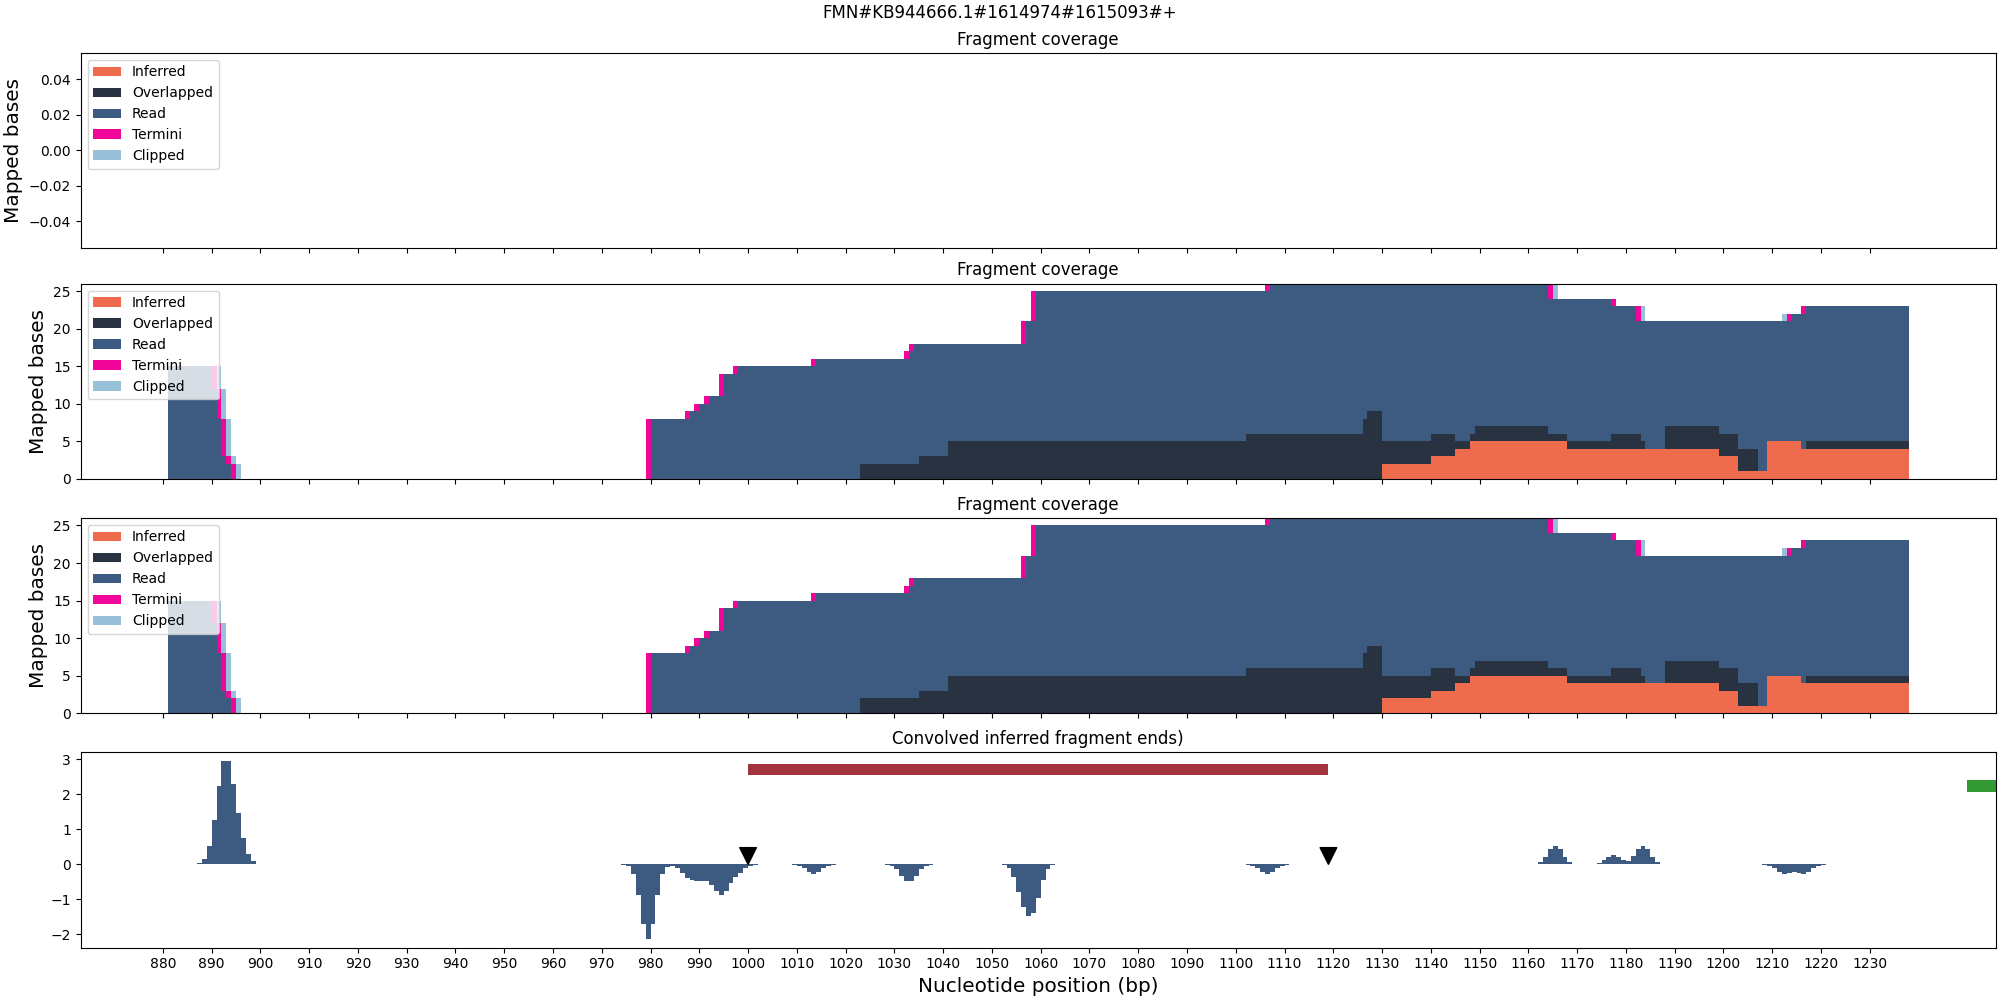 FMN#KB944666.1#1614974#1615093#+
Fragment coverage
Mapped bases
0.04
0.02
0.00
−0.02
−0.04
Inferred
Overlapped
Read
Termini
Clipped
Fragment coverage
Mapped bases
25
20
15
10
5
0
Inferred
Overlapped
Read
Termini
Clipped
Fragment coverage
Mapped bases
25
20
15
10
5
0
Inferred
Overlapped
Read
Termini
Clipped
Convolved inferred fragment ends)
3
2
1
0
−1
−2
880 890 900 910 920 930 940 950 960 970 980 990 1000 1010 1020 1030 1040 1050 1060 1070 1080 1090 1100 1110 1120 1130 1140 1150 1160 1170 1180 1190 1200 1210 1220 1230
Nucleotide position (bp)